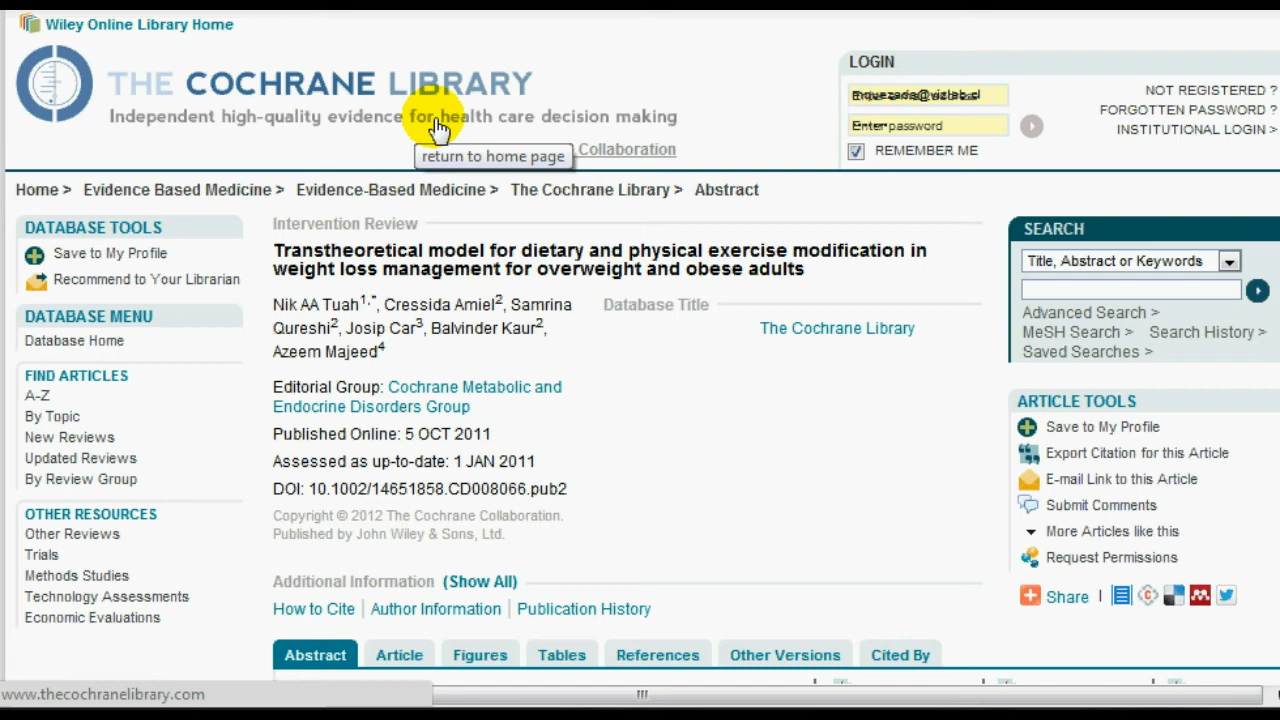 Wiley Online Library Home
THE COCHRANE LIBRARY
Independent high-quality evidence for health care decision making
return to home page
Collaboration
LOGIN
Enter password
REMEMBER ME
NOT REGISTERED ?
FORGOTTEN PASSWORD ?
INSTITUTIONAL LOGIN >
Home > Evidence Based Medicine > Evidence-Based Medicine > The Cochrane Library > Abstract
DATABASE TOOLS
Save to My Profile
Recommend to Your Librarian
DATABASE MENU
Database Home
FIND ARTICLES
A-Z
By Topic
New Reviews
Updated Reviews
By Review Group
OTHER RESOURCES
Other Reviews
Trials
Methods Studies
Technology Assessments
Economic Evaluations
Intervention Review
Transtheoretical model for dietary and physical exercise modification in
weight loss management for overweight and obese adults
Nik AA Tuah1,*, Cressida Amiel2, Samrina
Qureshi2, Josip Car3, Balvinder Kaur2,
Azeem Majeed4
Database Title
The Cochrane Library
Editorial Group: Cochrane Metabolic and
Endocrine Disorders Group
Published Online: 5 OCT 2011
Assessed as up-to-date: 1 JAN 2011
DOI: 10.1002/14651858.CD008066.pub2
Copyright © 2012 The Cochrane Collaboration.
Published by John Wiley & Sons, Ltd.
Additional Information (Show All)
How to Cite | Author Information | Publication History
Abstract Article Figures Tables References Other Versions Cited By
SEARCH
Title, Abstract or Keywords
Advanced Search >
MeSH Search > Search History >
Saved Searches >
ARTICLE TOOLS
Save to My Profile
Export Citation for this Article
E-mail Link to this Article
Submit Comments
More Articles like this
Request Permissions
Share |
www.thecochranelibrary.com